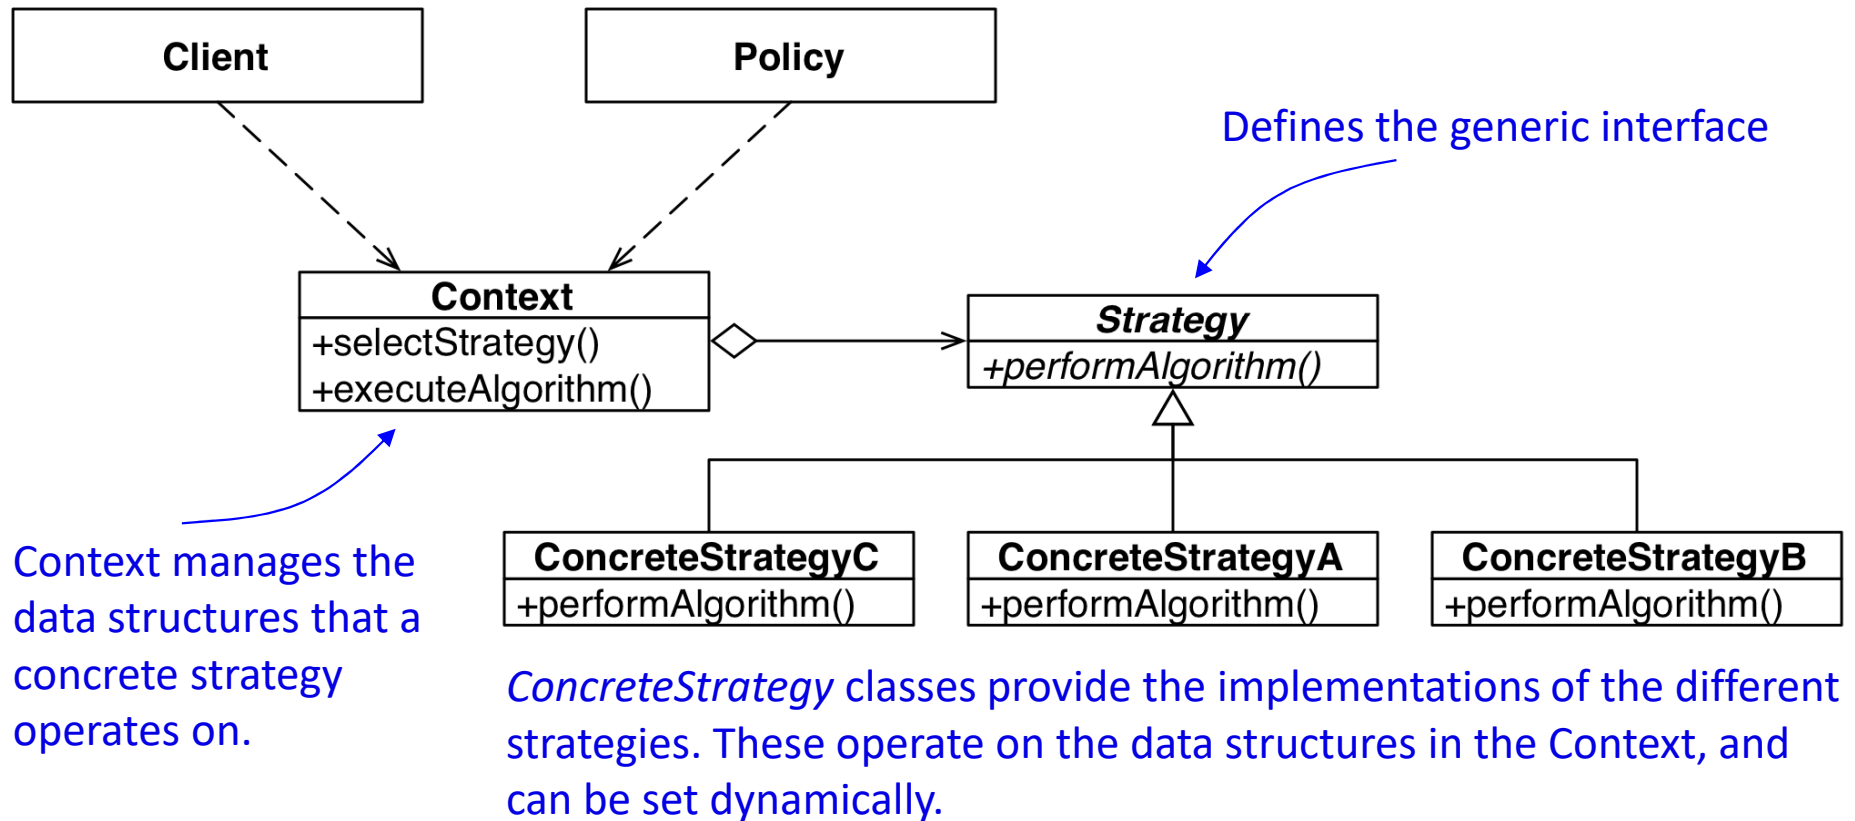 Client
Policy
Defines the generic interface
Context
+selectStrategy()
+executeAlgorithm()
Strategy
+performAlgorithm()
ConcreteStrategyC
+performAlgorithm()
ConcreteStrategyA
+performAlgorithm()
ConcreteStrategyB
+performAlgorithm()
Context manages the
data structures that a
concrete strategy
operates on.
ConcreteStrategy classes provide the implementations of the different
strategies. These operate on the data structures in the Context, and
can be set dynamically.